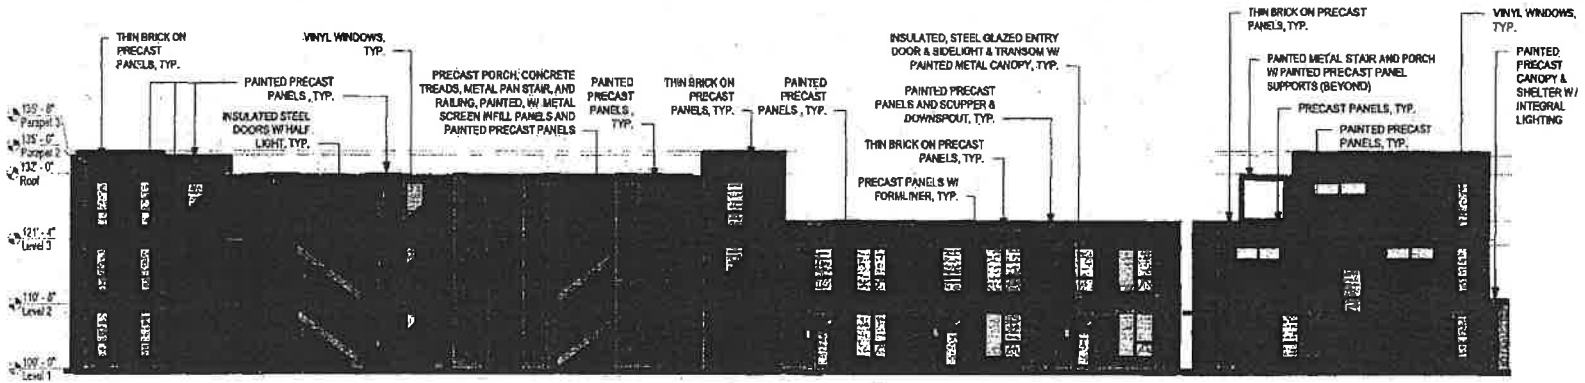 THIN BRICK ON
PRECAST
PANELS, TYP.
PAINTED PRECAST
PANELS , TYP.
INSULATED STEEL
DOORS W/ HALF
LIGHT, TYP.
VINYL WINDOWS,
TYP.
PRECAST PORCH, CONCRETE
TREADS, METAL PAN STAIR, AND
RAILING, PAINTED, W/ METAL
SCREEN INFILL PANELS AND
PAINTED PRECAST PANELS
PAINTED
PRECAST
PANELS ,
TYP.
THIN BRICK ON
PRECAST
PANELS, TYP.
PAINTED
PRECAST
PANELS , TYP.
INSULATED, STEEL GLAZED ENTRY
DOOR & SIDELIGHT & TRANSOM W/
PAINTED METAL CANOPY, TYP.
PAINTED PRECAST
PANELS AND SCUPPER &
DOWNSPOUT, TYP.
THIN BRICK ON PRECAST
PANELS, TYP.
PRECAST PANELS W/
FORMLINER, TYP.
THIN BRICK ON PRECAST
PANELS, TYP.
PAINTED METAL STAIR AND PORCH
W/ PAINTED PRECAST PANEL
SUPPORTS (BEYOND)
PRECAST PANELS, TYP.
PAINTED PRECAST
PANELS, TYP.
VINYL WINDOWS,
TYP.
PAINTED
PRECAST
CANOPY &
SHELTER W/
INTEGRAL
LIGHTING
135' - 8"
Parapet 3
135' - 0"
Parapet 2
132' - 0"
Roof
121' - 4"
Level 3
110' - 8"
Level 2
100' - 0"
Level 1